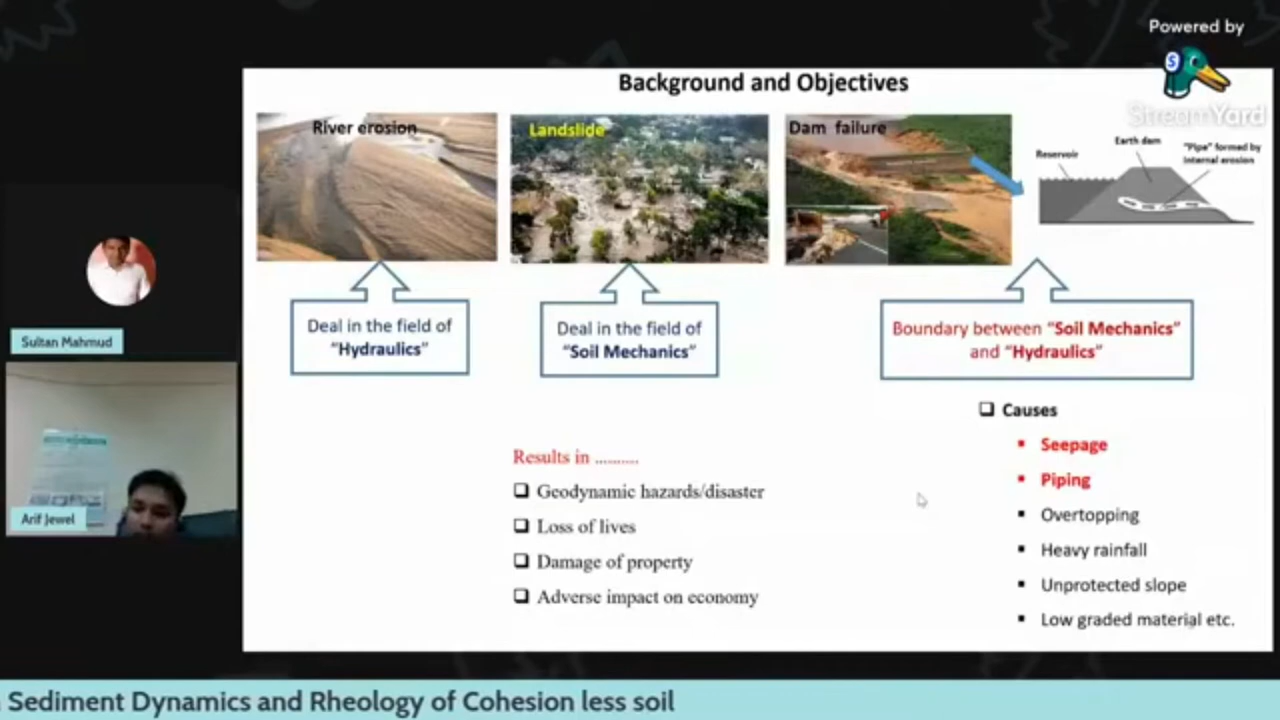 Powered by
StreamYard
Background and Objectives
River erosion
Landslide
Dam failure
Earth dam
Reservoir
"Pipe" formed by
internal erosion
Deal in the field of
"Hydraulics"
Deal in the field of
"Soil Mechanics"
Boundary between "Soil Mechanics"
and "Hydraulics"
Sultan Mahmud
Arif Jewel
Results in ..........
Geodynamic hazards/disaster
Loss of lives
Damage of property
Adverse impact on economy
Causes
Seepage
Piping
Overtopping
Heavy rainfall
Unprotected slope
Low graded material etc.
Sediment Dynamics and Rheology of Cohesion less soil